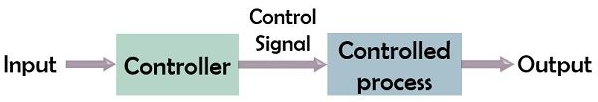 Input
Controller
Control
Signal
Controlled
process
Output